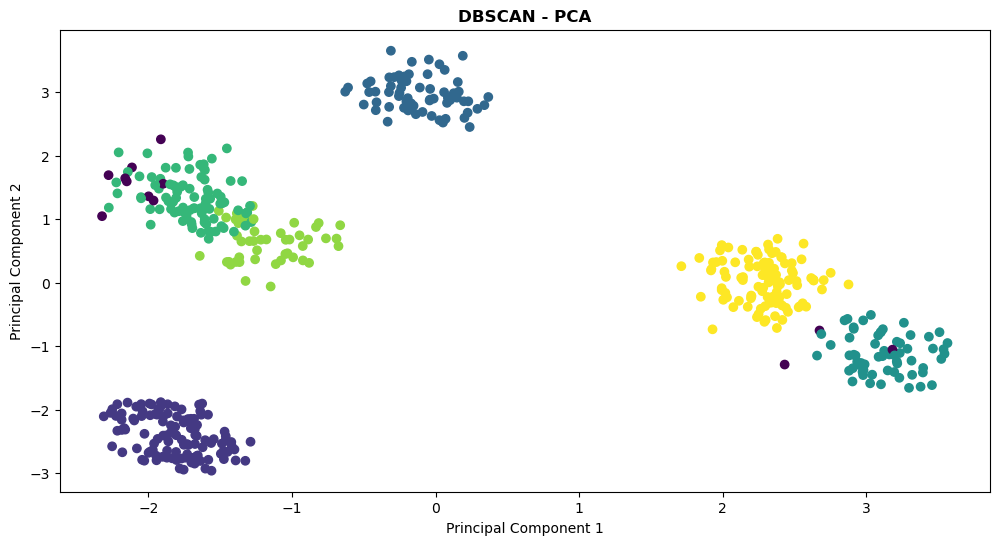 DBSCAN - PCA
Principal Component 2
3
2
1
0
−1
−2
−3
−2 −1 0 1 2 3
Principal Component 1